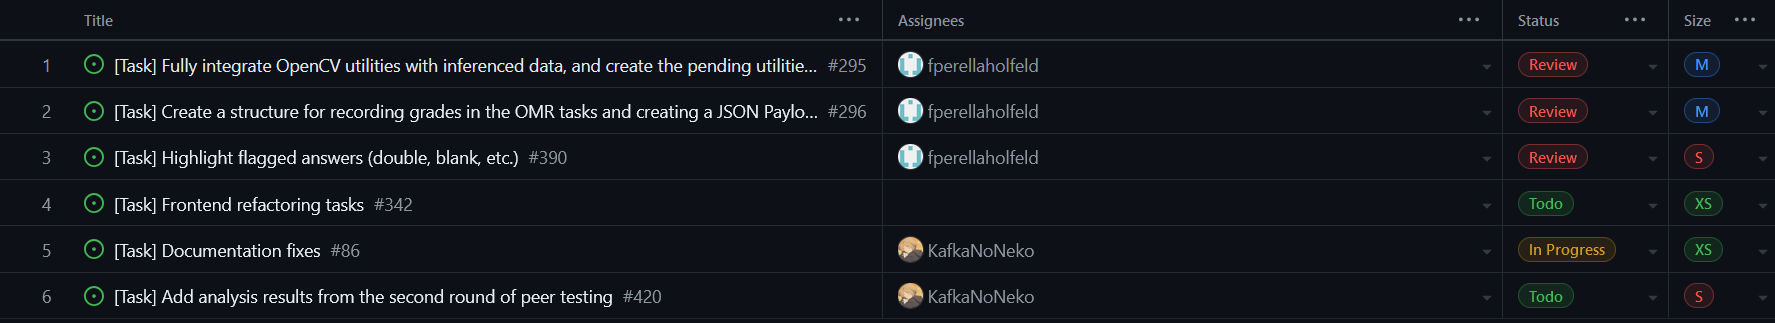 Title ... Assignees ... Status ... Size ...
1 [Task] Fully integrate OpenCV utilities with inferenced data, and create the pending utilitie... #295 fperellaholfeld Review M
2 [Task] Create a structure for recording grades in the OMR tasks and creating a JSON Paylo... #296 fperellaholfeld Review M
3 [Task] Highlight flagged answers (double, blank, etc.) #390 fperellaholfeld Review S
4 [Task] Frontend refactoring tasks #342 Todo XS
5 [Task] Documentation fixes #86 KafkaNoNeko In Progress XS
6 [Task] Add analysis results from the second round of peer testing #420 KafkaNoNeko Todo S